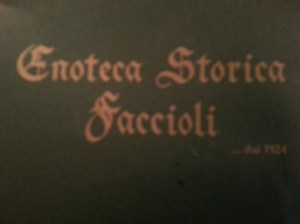 Enoteca Storica
Faccioli
... dal 1924